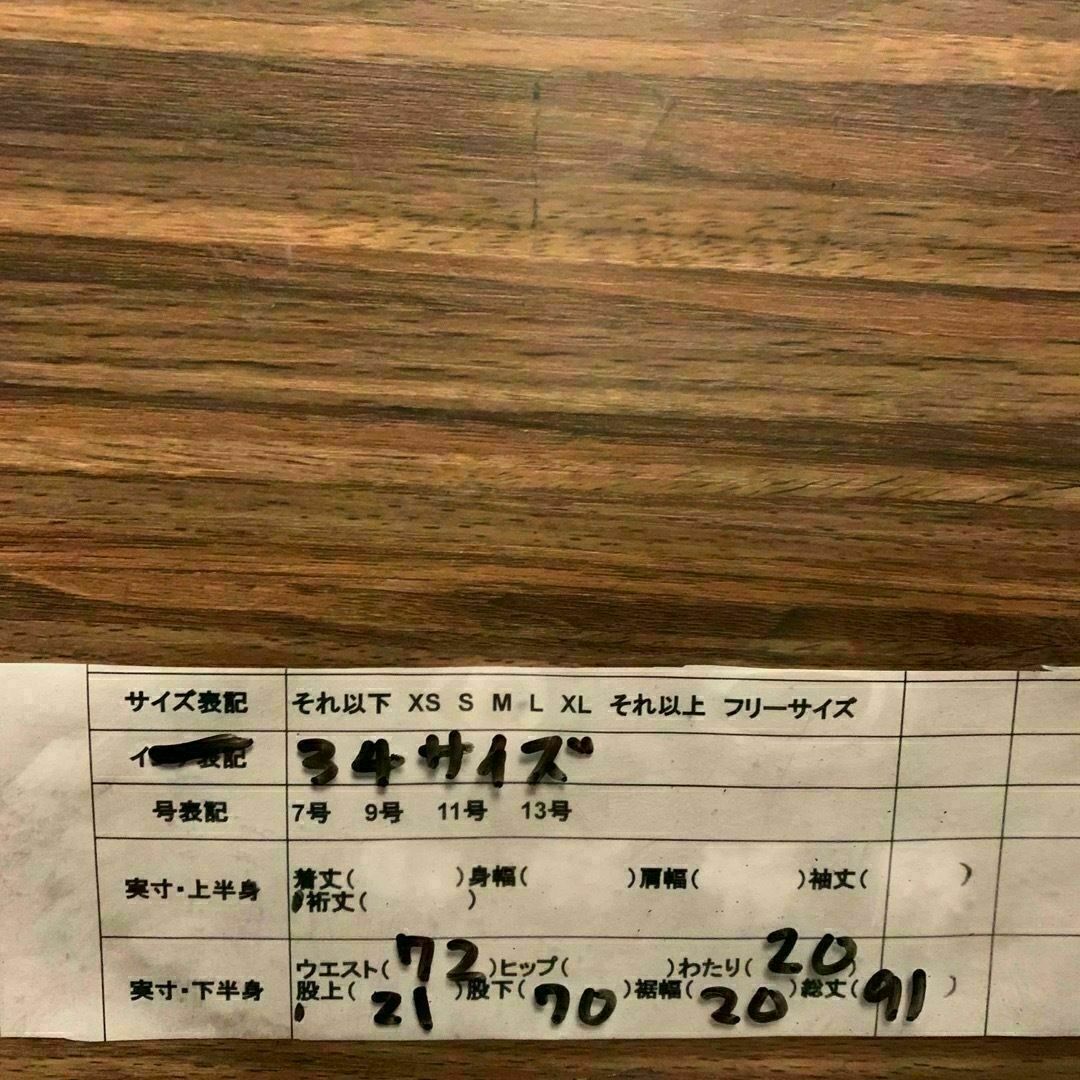 サイズ表記 それ以下 XS S M L XL それ以上 フリーサイズ
イ 表記 34サイズ
号表記 7号 9号 11号 13号
実寸・上半身 着丈( )身幅( )肩幅( )袖丈( )
裄丈( )
実寸・下半身 ウエスト( 72 )ヒップ( )わたり( 20 )
股上( 21 )股下( 70 )裾幅( 20 )総丈( 91 )